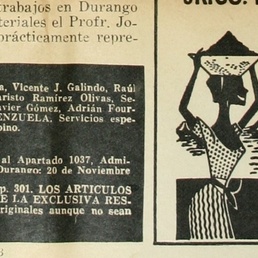 trabajos en Durango
teriales el Profr. Jo-
prácticamente repre-
a, Vicente J. Galindo, Raúl
aristo Ramírez Olivas, Se-
avier Gómez, Adrián Four-
ENZUELA, Servicios espe-
pino.
al Apartado 1037, Admi-
Durango: 20 de Noviembre
p. 301. LOS ARTICULOS
E LA EXCLUSIVA RES-
riginales aunque no sean